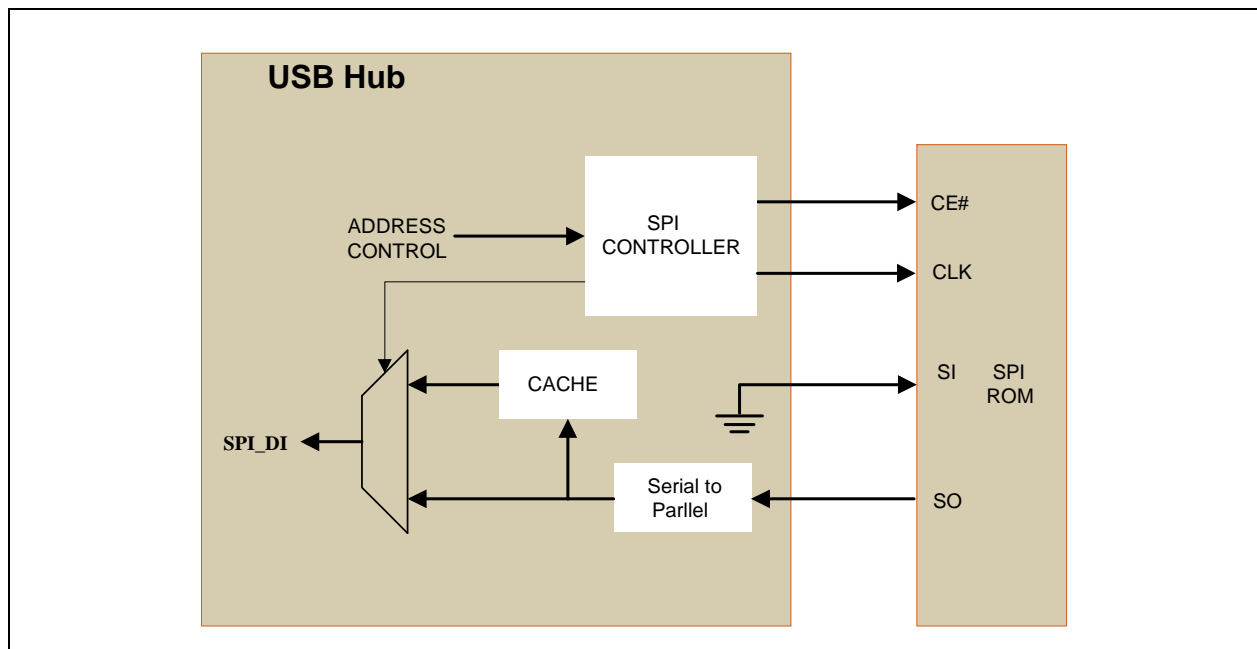 USB Hub
ADDRESS
CONTROL
SPI
CONTROLLER
CE#
CLK
CACHE
SI
SPI
ROM
SPI_DI
Serial to
Parllel
SO